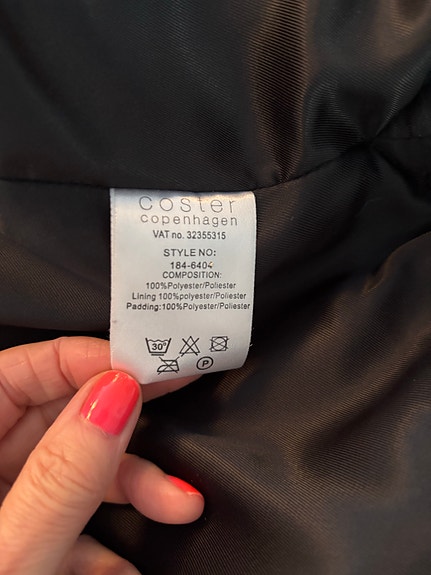 coster
copenhagen
VAT no. 32355315
STYLE NO:
184-6404
COMPOSITION:
100%Polyester/Poliester
Lining 100%Polyester/Poliester
Padding:100%Polyester/Poliester
30°
P